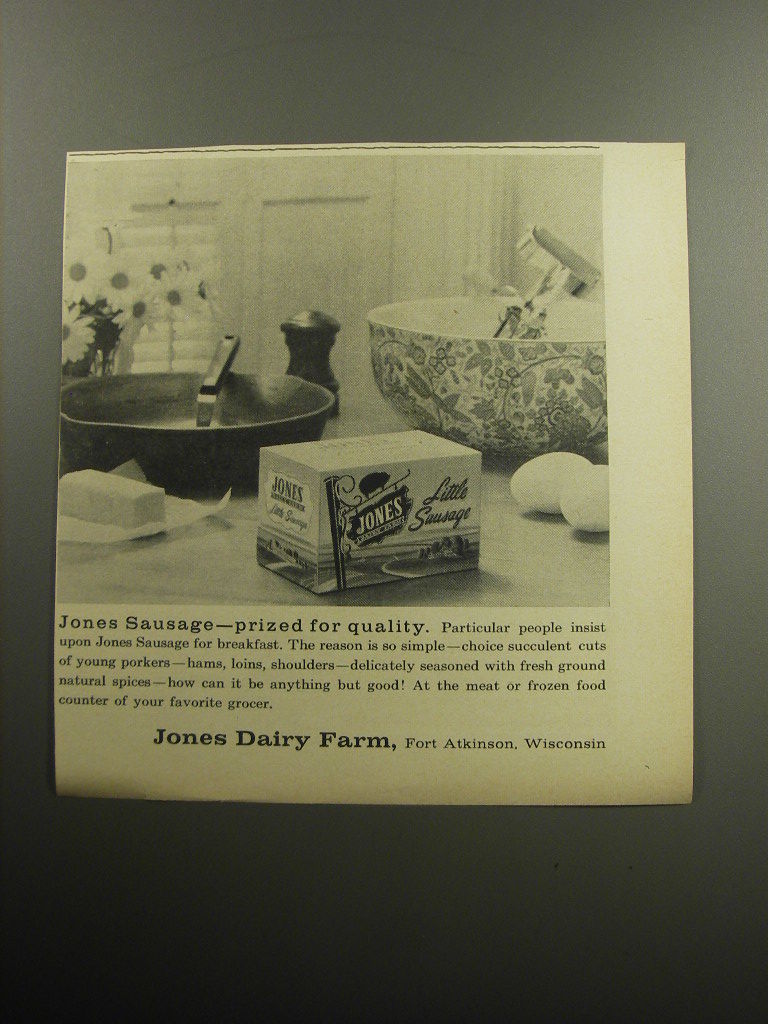 JONES
Little Sausage
JONES
Little
Sausage
Jones Sausage—prized for quality. Particular people insist
upon Jones Sausage for breakfast. The reason is so simple—choice succulent cuts
of young porkers—hams, loins, shoulders—delicately seasoned with fresh ground
natural spices—how can it be anything but good! At the meat or frozen food
counter of your favorite grocer.
Jones Dairy Farm, Fort Atkinson, Wisconsin